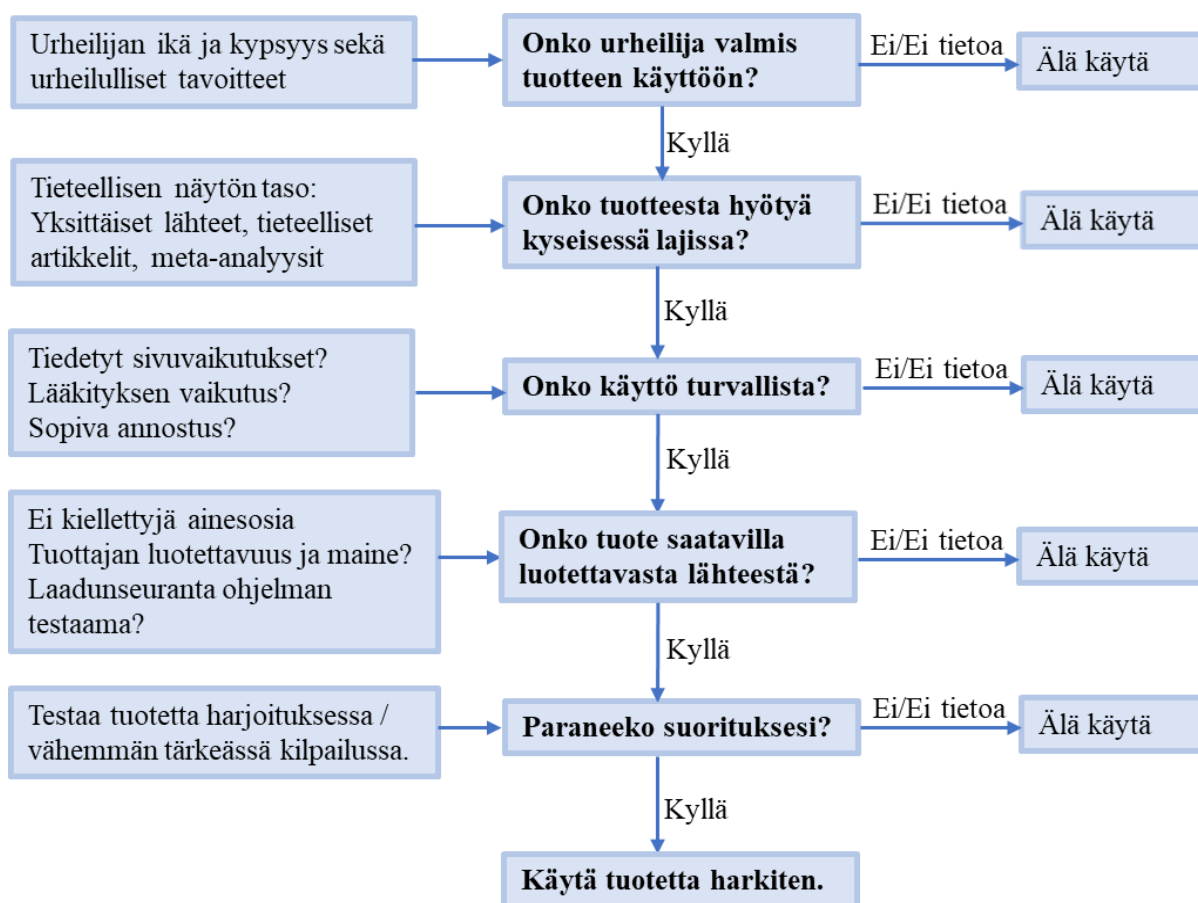 Urheilijan ikä ja kypsyys sekä
urheilulliset tavoitteet
Onko urheilija valmis
tuotteen käyttöön?
Ei/Ei tietoa
Älä käytä
Kyllä
Tieteellisen näytön taso:
Yksittäiset lähteet, tieteelliset
artikkelit, meta-analyysit
Onko tuotteesta hyötyä
kyseisessä lajissa?
Ei/Ei tietoa
Älä käytä
Kyllä
Tiedetyt sivuvaikutukset?
Lääkityksen vaikutus?
Sopiva annostus?
Onko käyttö turvallista?
Ei/Ei tietoa
Älä käytä
Kyllä
Ei kiellettyjä ainesosia
Tuottajan luotettavuus ja maine?
Laadunseuranta ohjelman
testaama?
Onko tuote saatavilla
luotettavasta lähteestä?
Ei/Ei tietoa
Älä käytä
Kyllä
Testaa tuotetta harjoituksessa /
vähemmän tärkeässä kilpailussa.
Paraneeko suorituksesi?
Ei/Ei tietoa
Älä käytä
Kyllä
Käytä tuotetta harkiten.